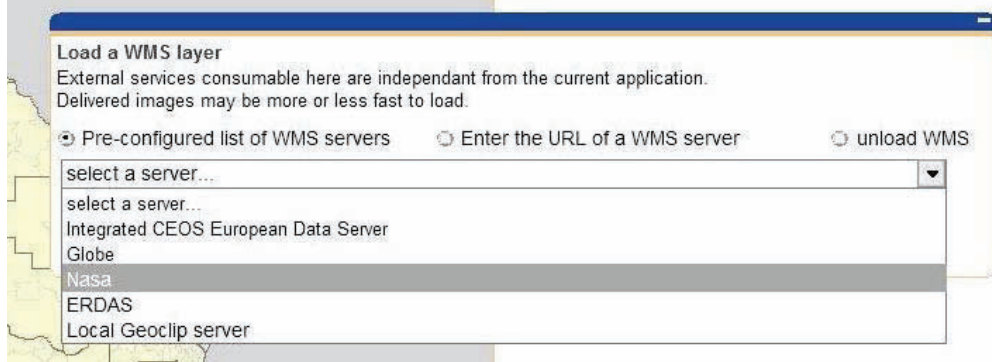 Load a WMS layer
External services consumable here are independant from the current application.
Delivered images may be more or less fast to load.
Pre-configured list of WMS servers Enter the URL of a WMS server unload WMS
select a server...
select a server...
Integrated CEOS European Data Server
Globe
Nasa
ERDAS
Local Geoclip server